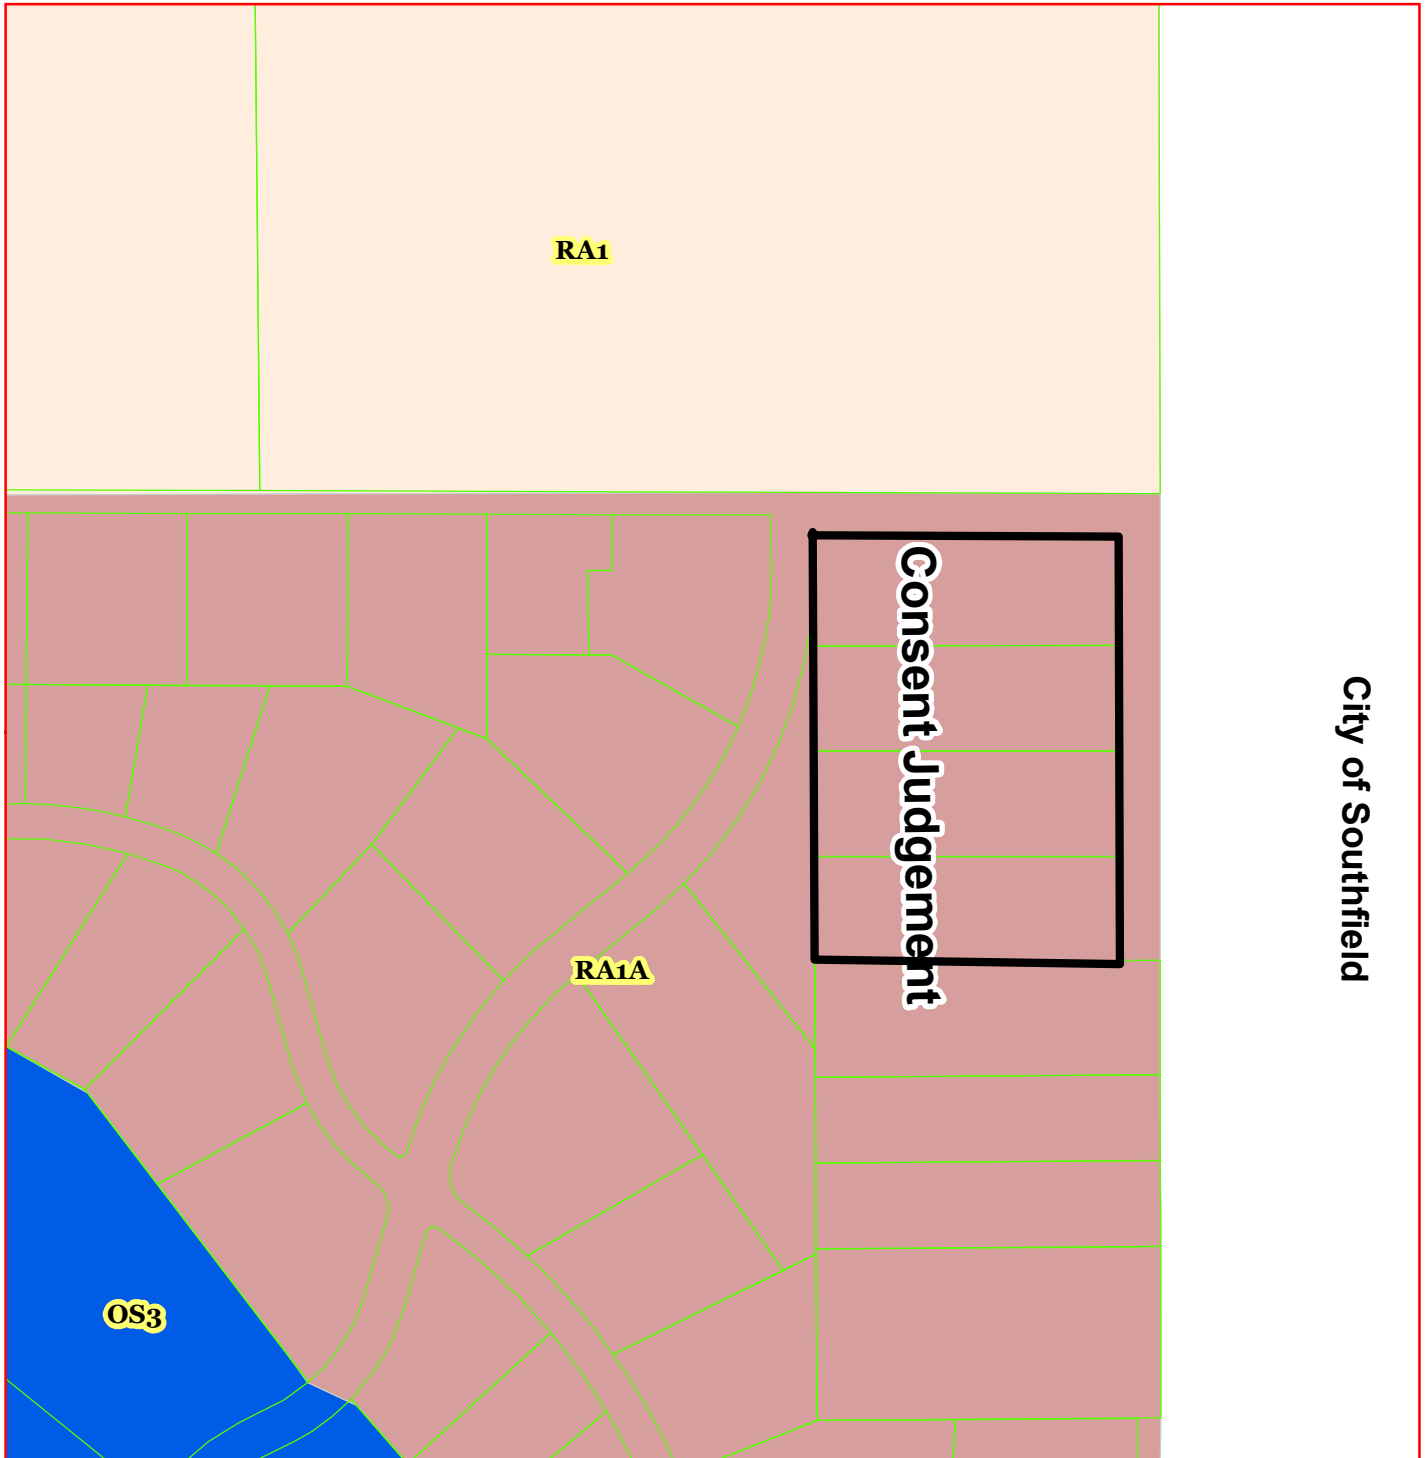 RA1
Consent Judgement
City of Southfield
RA1A
OS3